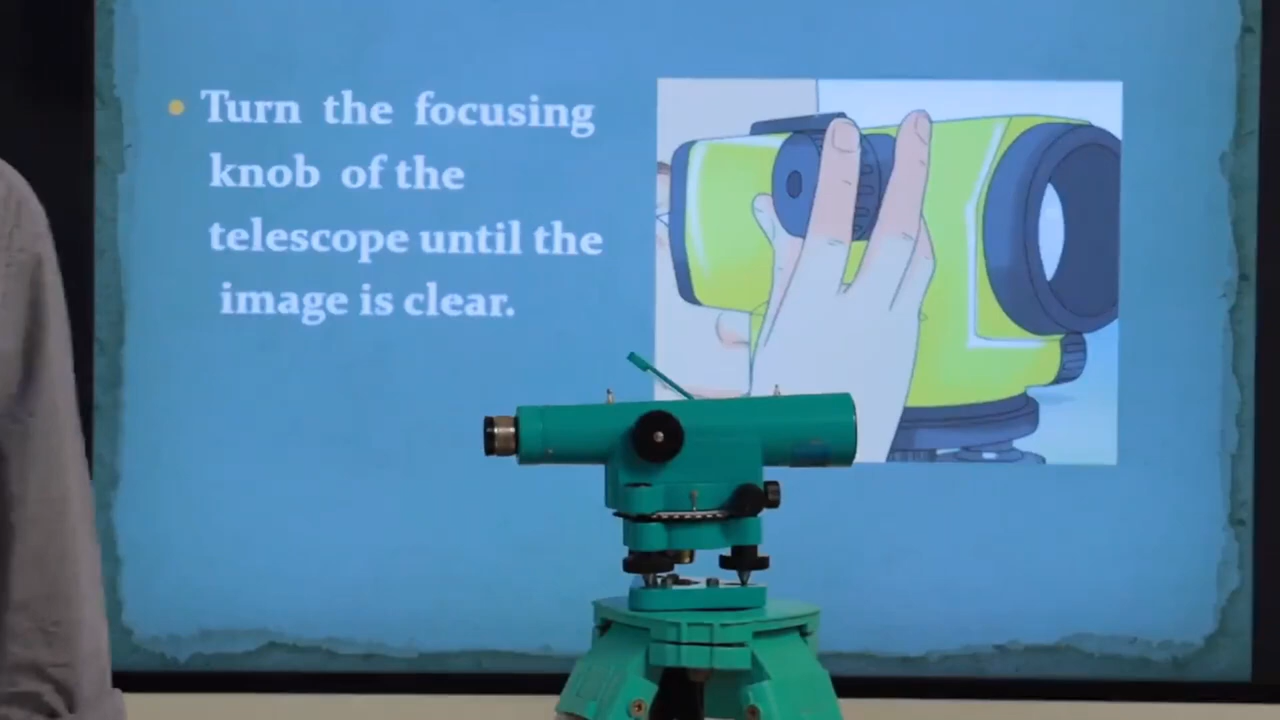 Turn the focusing
knob of the
telescope until the
image is clear.